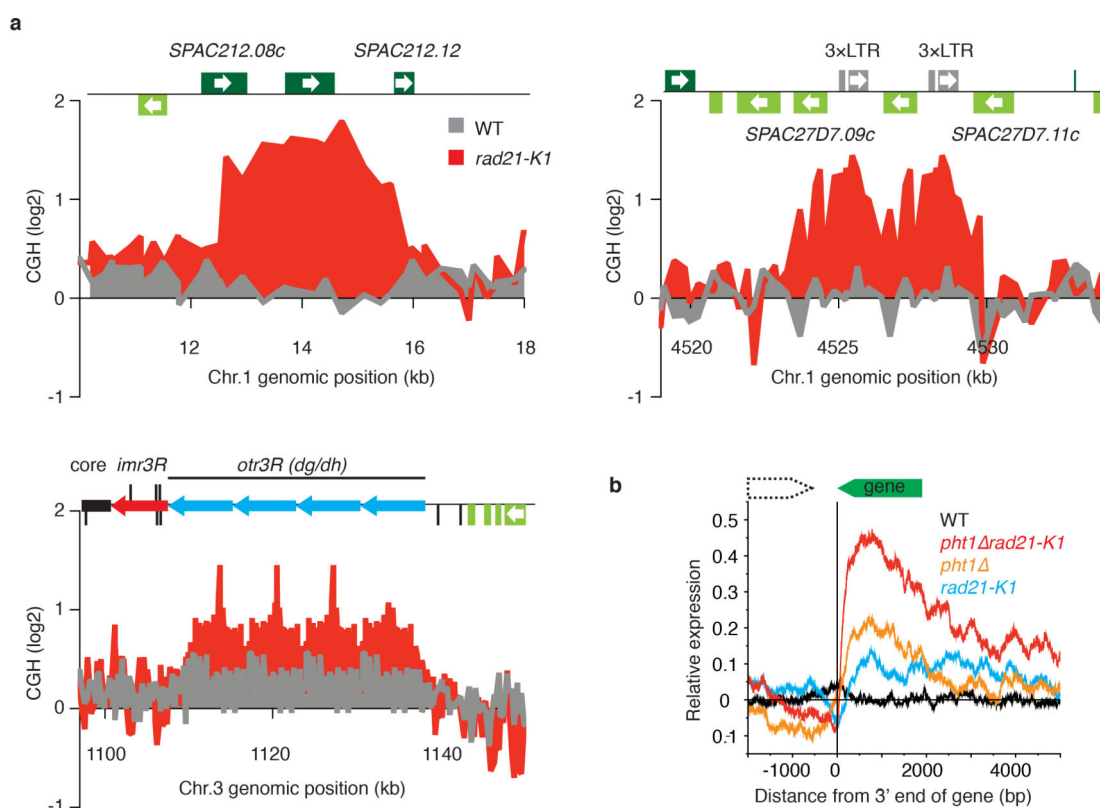 a
SPAC212.08c SPAC212.12
WT
rad21-K1
CGH (log2)
2
1
0
-1
12 14 16 18
Chr.1 genomic position (kb)
3×LTR 3×LTR
SPAC27D7.09c SPAC27D7.11c
CGH (log2)
2
1
0
-1
4520 4525 4530
Chr.1 genomic position (kb)
core imr3R otr3R (dg/dh)
CGH (log2)
2
1
0
-1
1100 1120 1140
Chr.3 genomic position (kb)
b
gene
WT
pht1Δrad21-K1
pht1Δ
rad21-K1
Relative expression
0.5
0.4
0.3
0.2
0.1
0
0.1
-1000 0 2000 4000
Distance from 3' end of gene (bp)